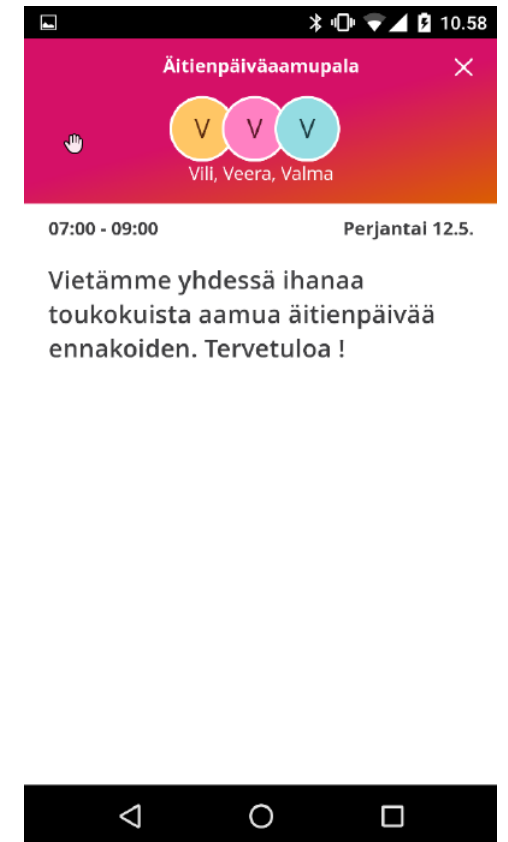 10.58
Äitienpäiväaamupala
V V V
Vili, Veera, Valma
07:00 - 09:00 Perjantai 12.5.
Vietämme yhdessä ihanaa
toukokuista aamua äitienpäivää
ennakoiden. Tervetuloa !